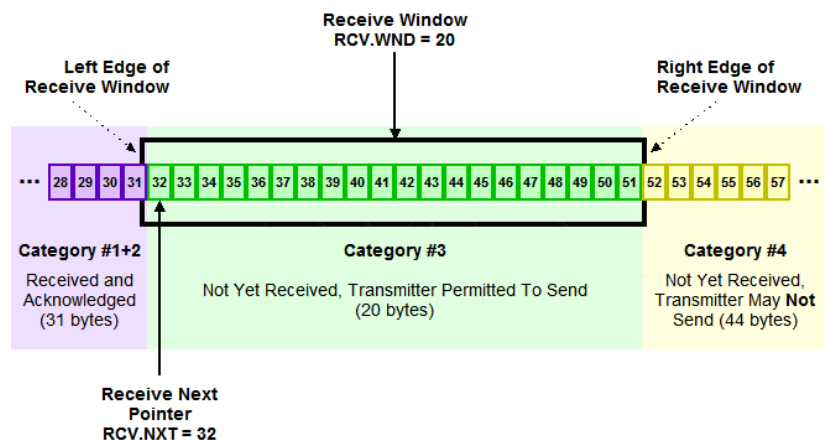 Receive Window
RCV.WND = 20
Left Edge of
Receive Window
Right Edge of
Receive Window
... 28 29 30 31 32 33 34 35 36 37 38 39 40 41 42 43 44 45 46 47 48 49 50 51 52 53 54 55 56 57 ...
Category #1+2
Received and
Acknowledged
(31 bytes)
Category #3
Not Yet Received, Transmitter Permitted To Send
(20 bytes)
Category #4
Not Yet Received,
Transmitter May Not
Send (44 bytes)
Receive Next
Pointer
RCV.NXT = 32